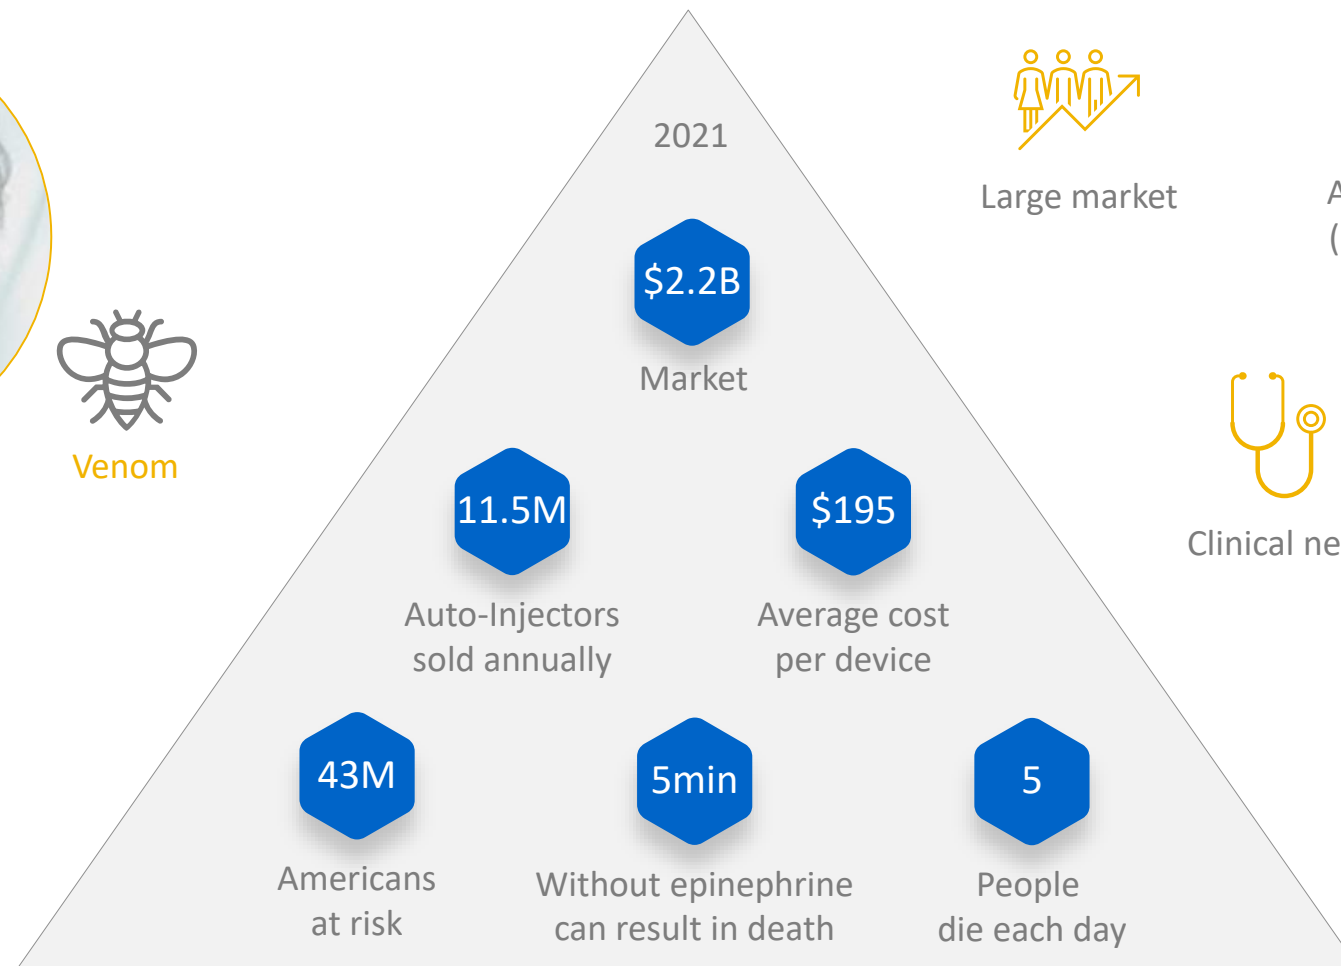 2021
$2.2B
Market
11.5M
Auto-Injectors
sold annually
$195
Average cost
per device
43M
Americans
at risk
5min
Without epinephrine
can result in death
5
People
die each day
Venom
Large market
A
(
Clinical ne